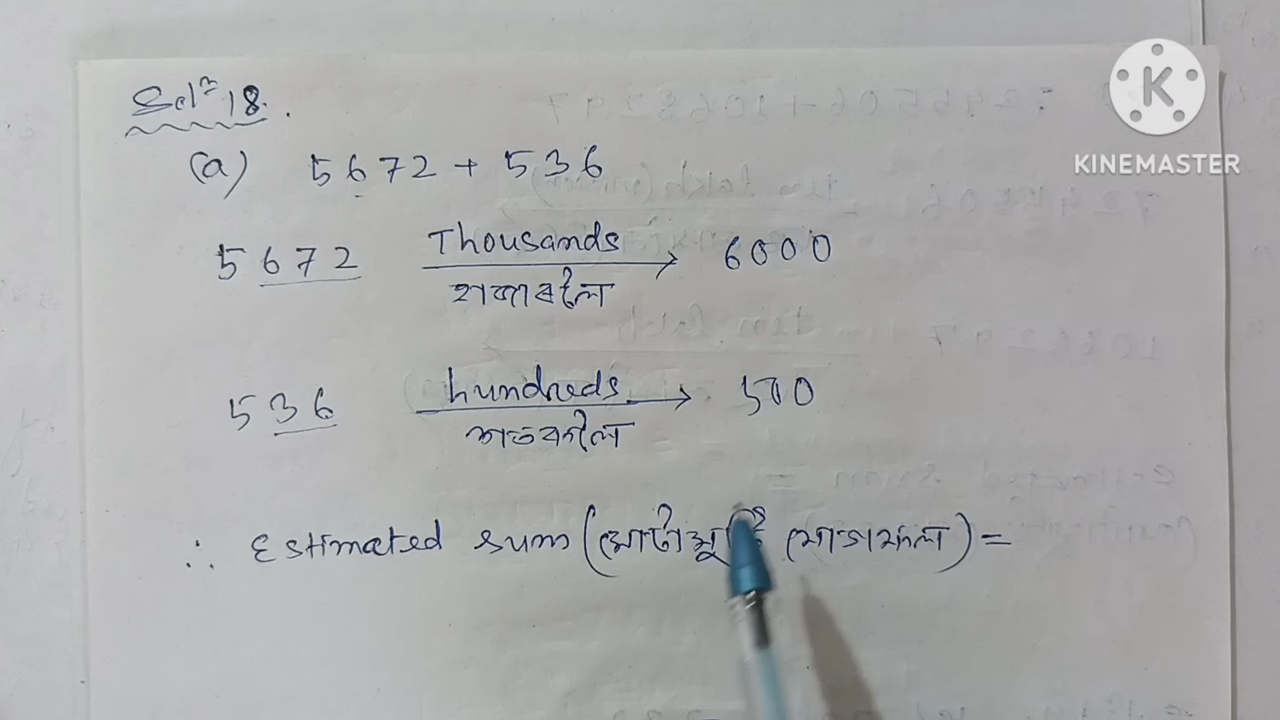 Solⁿ 18.
KINEMASTER
(a) 5672 + 536
5672 Thousands 6000
হাজাৰলৈ
536 hundreds 500
শতকলৈ
∴ Estimated sum (মোটামুটি যোগফল) =